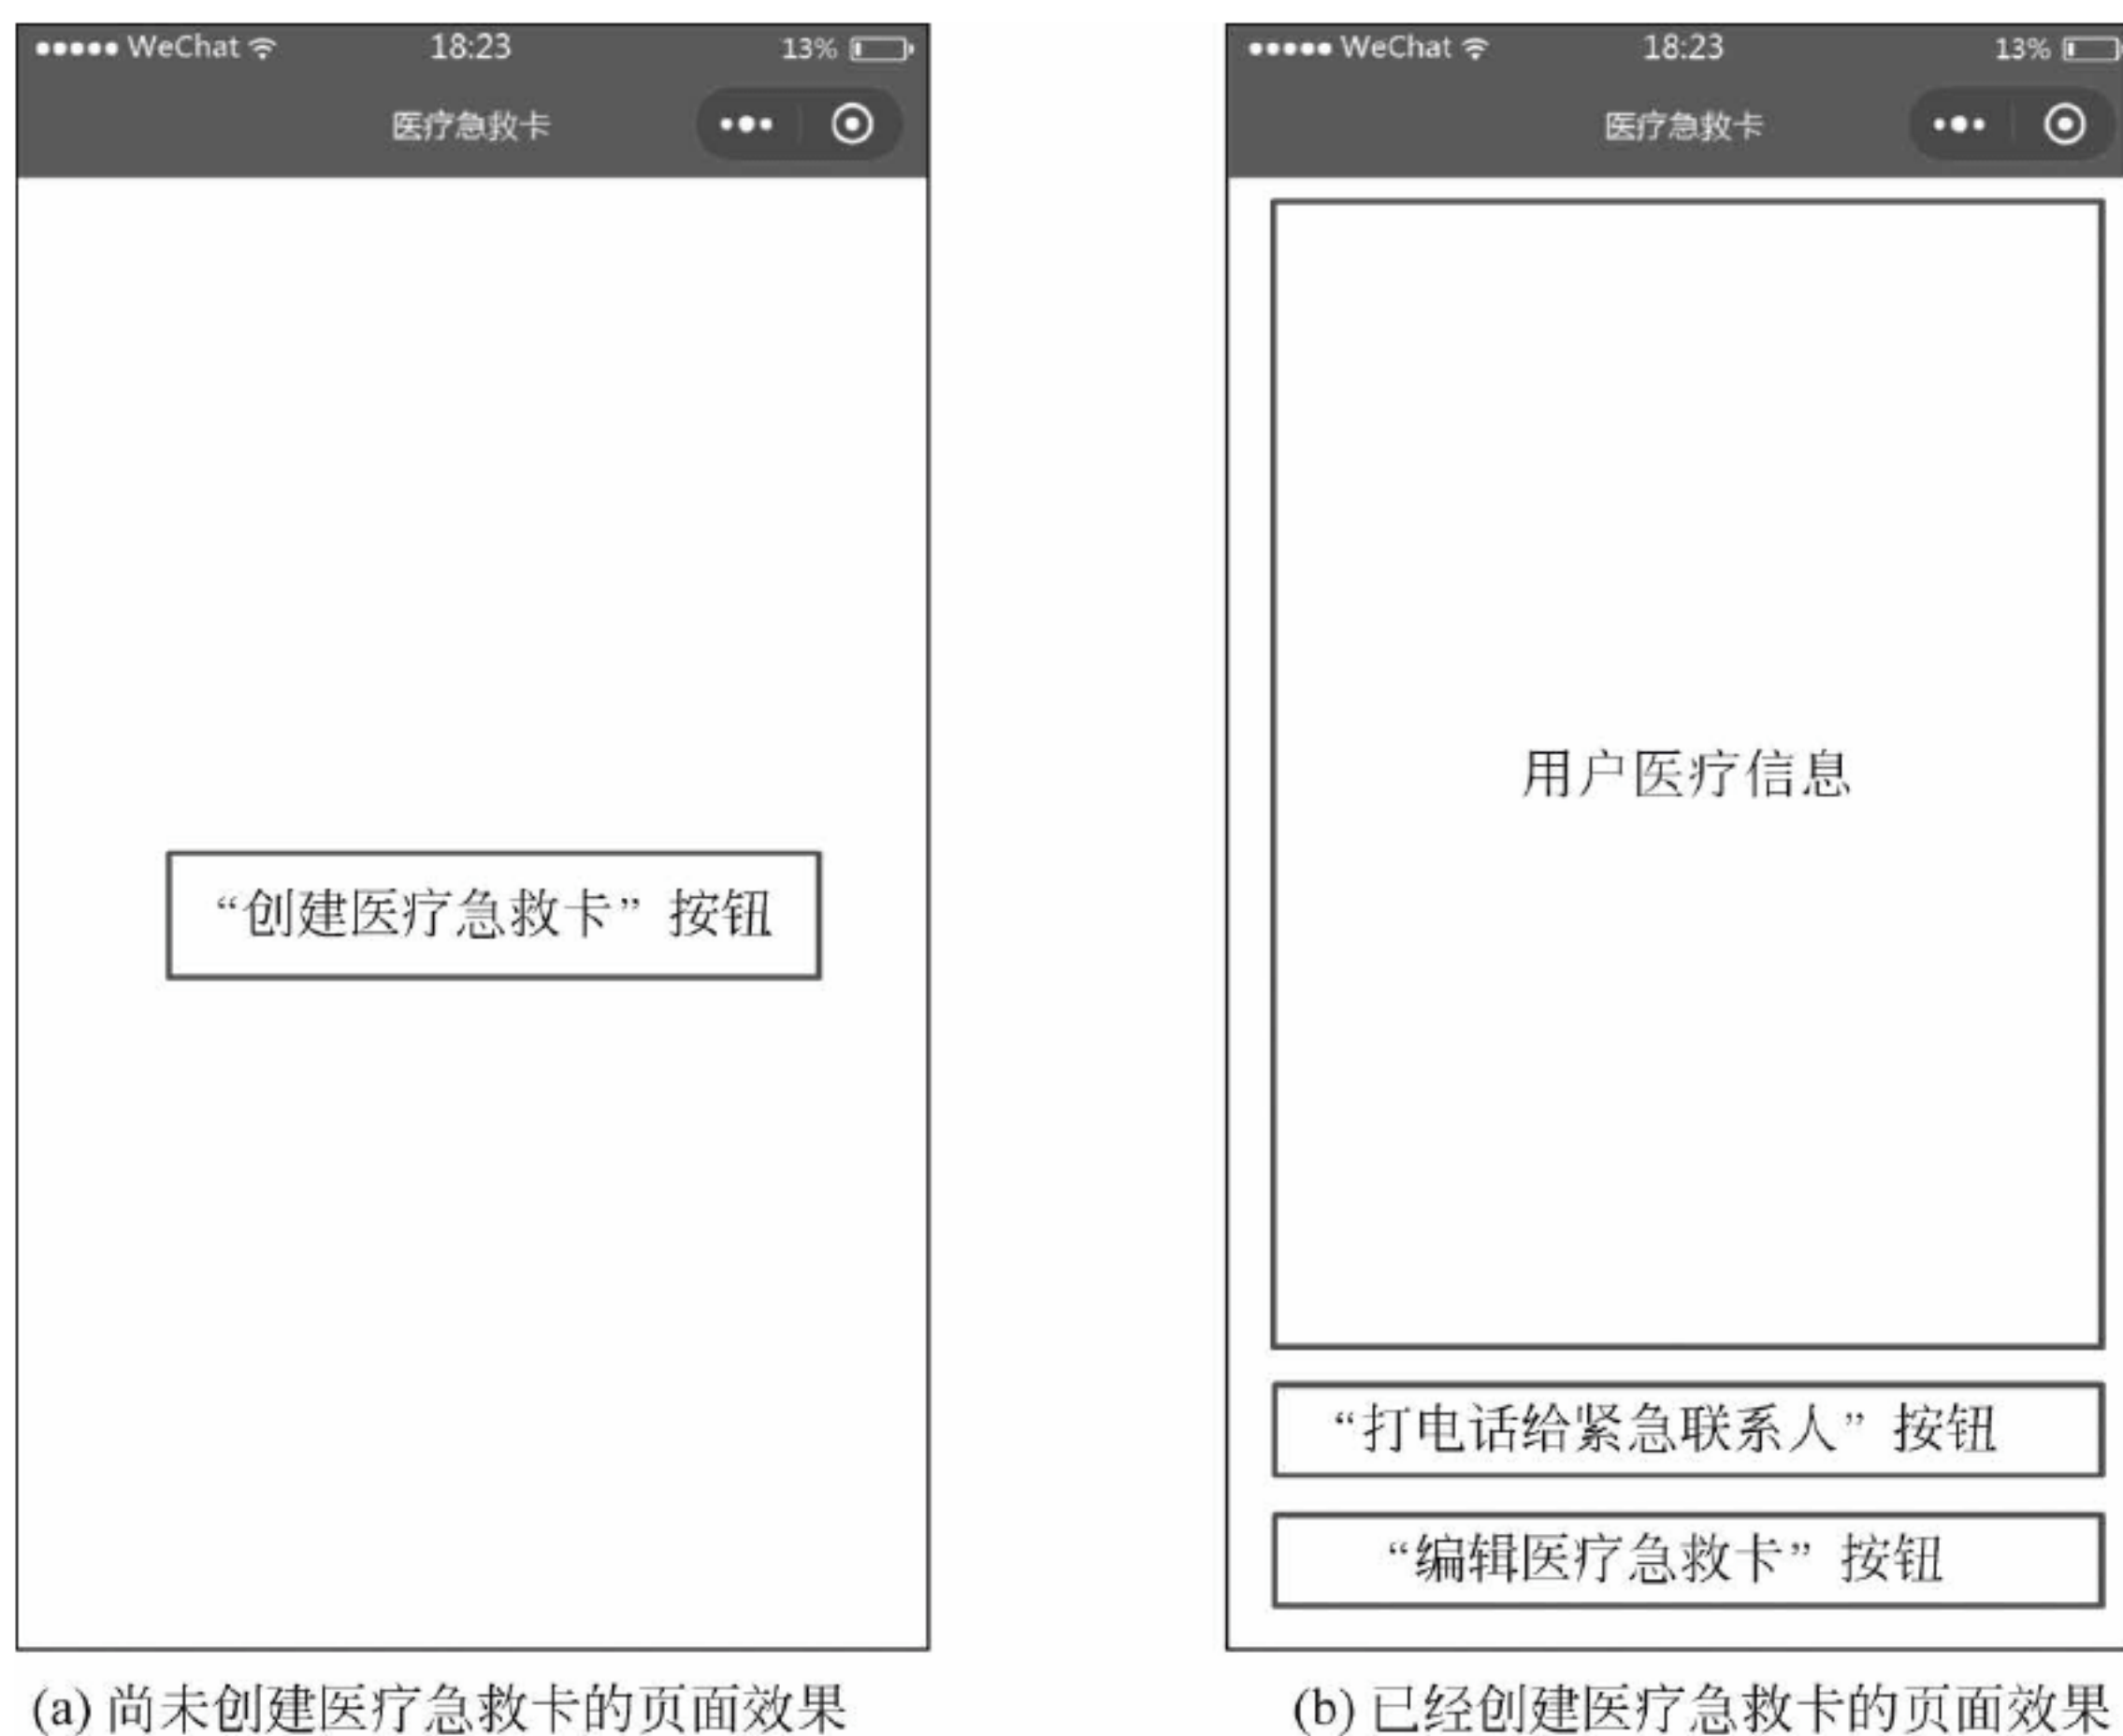 WeChat 18:23 13%
医疗急救卡
“创建医疗急救卡” 按钮
(a) 尚未创建医疗急救卡的页面效果
WeChat 18:23 13%
医疗急救卡
用户医疗信息
“打电话给紧急联系人” 按钮
“编辑医疗急救卡” 按钮
(b) 已经创建医疗急救卡的页面效果